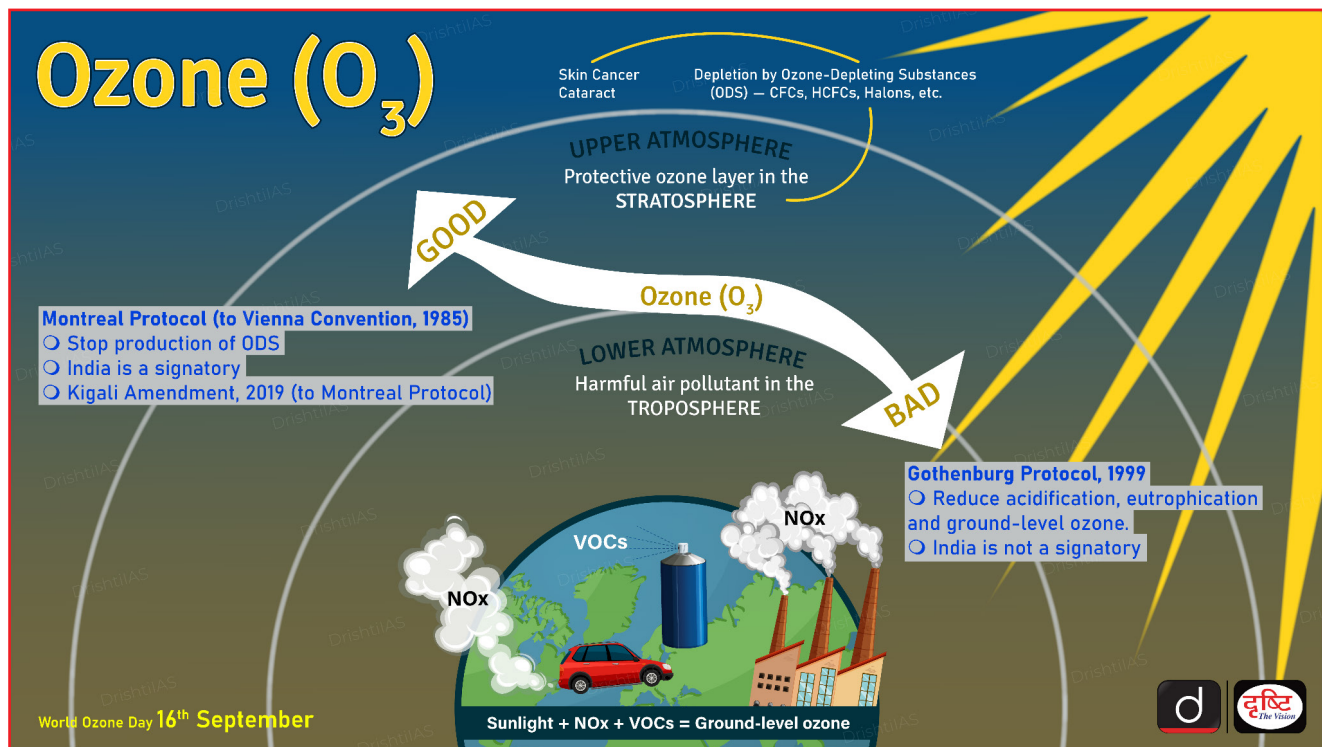 Ozone (O3)
Skin Cancer
Cataract
Depletion by Ozone-Depleting Substances
(ODS) — CFCs, HCFCs, Halons, etc.
UPPER ATMOSPHERE
Protective ozone layer in the
STRATOSPHERE
GOOD
Ozone (O3)
BAD
Montreal Protocol (to Vienna Convention, 1985)
❍ Stop production of ODS
❍ India is a signatory
❍ Kigali Amendment, 2019 (to Montreal Protocol)
LOWER ATMOSPHERE
Harmful air pollutant in the
TROPOSPHERE
Gothenburg Protocol, 1999
❍ Reduce acidification, eutrophication
and ground-level ozone.
❍ India is not a signatory
NOx
VOCs
NOx
Sunlight + NOx + VOCs = Ground-level ozone
World Ozone Day 16th September
d
दृष्टि
The Vision
DrishtiIAS